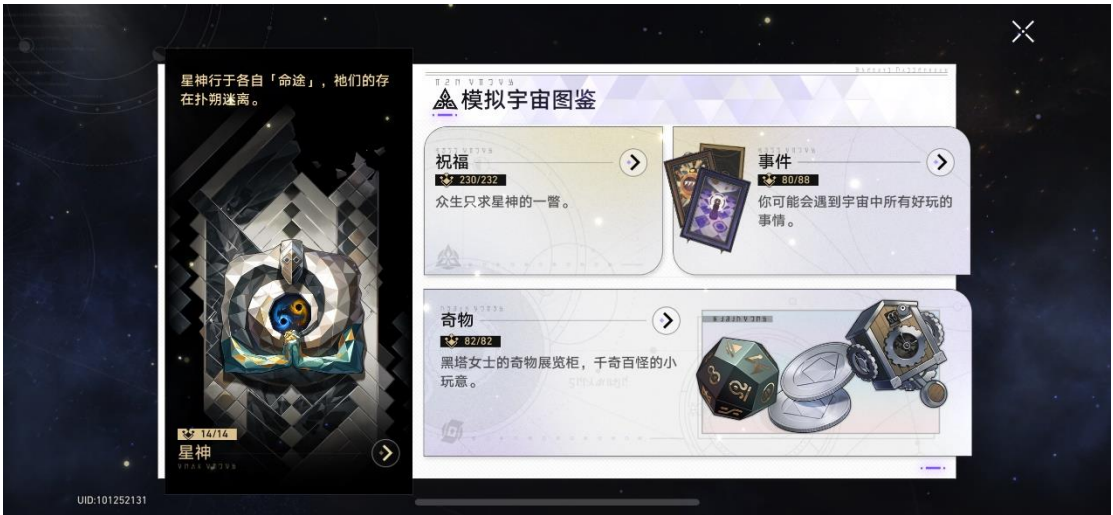 星神行于各自「命途」，祂们的存
在扑朔迷离。
14/14
星神
模拟宇宙图鉴
祝福
230/232
众生只求星神的一瞥。
事件
80/88
你可能会遇到宇宙中所有好玩的
事情。
奇物
82/82
黑塔女士的奇物展览柜，千奇百怪的小
玩意。
UID:101252131